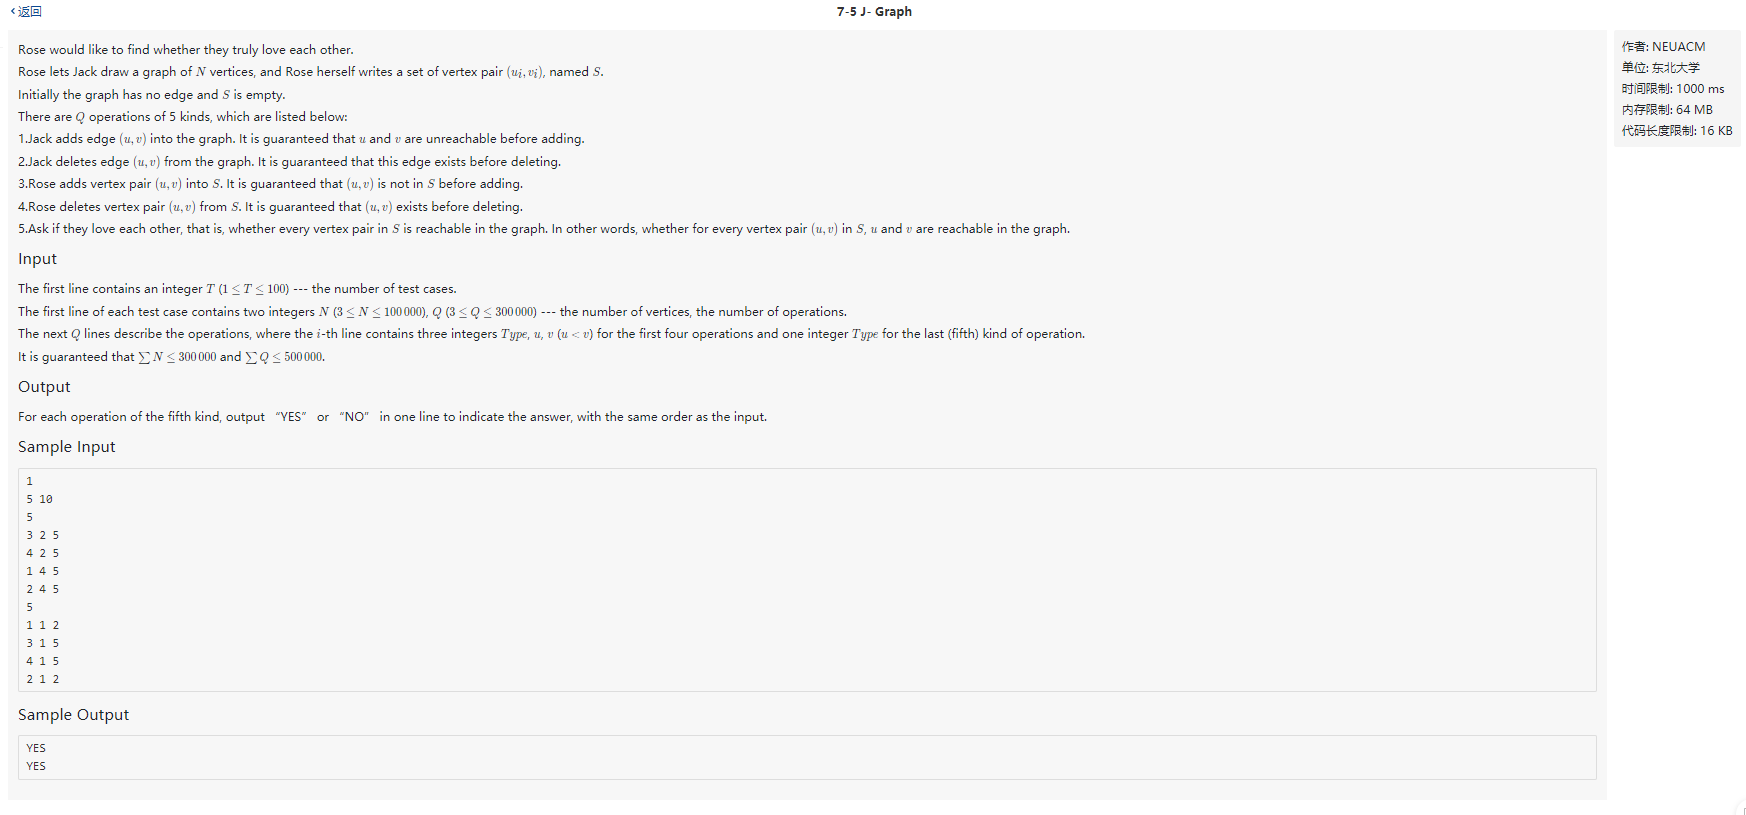 ‹返回
7-5 J- Graph
Rose would like to find whether they truly love each other.
Rose lets Jack draw a graph of N vertices, and Rose herself writes a set of vertex pair (uᵢ, vᵢ), named S.
Initially the graph has no edge and S is empty.
There are Q operations of 5 kinds, which are listed below:
1.Jack adds edge (u, v) into the graph. It is guaranteed that u and v are unreachable before adding.
2.Jack deletes edge (u, v) from the graph. It is guaranteed that this edge exists before deleting.
3.Rose adds vertex pair (u, v) into S. It is guaranteed that (u, v) is not in S before adding.
4.Rose deletes vertex pair (u, v) from S. It is guaranteed that (u, v) exists before deleting.
5.Ask if they love each other, that is, whether every vertex pair in S is reachable in the graph. In other words, whether for every vertex pair (u, v) in S, u and v are reachable in the graph.
Input
The first line contains an integer T (1 ≤ T ≤ 100) --- the number of test cases.
The first line of each test case contains two integers N (3 ≤ N ≤ 100 000), Q (3 ≤ Q ≤ 300 000) --- the number of vertices, the number of operations.
The next Q lines describe the operations, where the i-th line contains three integers Type, u, v (u < v) for the first four operations and one integer Type for the last (fifth) kind of operation.
It is guaranteed that ∑ N ≤ 300 000 and ∑ Q ≤ 500 000.
Output
For each operation of the fifth kind, output “YES” or “NO” in one line to indicate the answer, with the same order as the input.
Sample Input
1
5 10
5
3 2 5
4 2 5
1 4 5
2 4 5
5
1 1 2
3 1 5
4 1 5
2 1 2
Sample Output
YES
YES
作者: NEUACM
单位: 东北大学
时间限制: 1000 ms
内存限制: 64 MB
代码长度限制: 16 KB